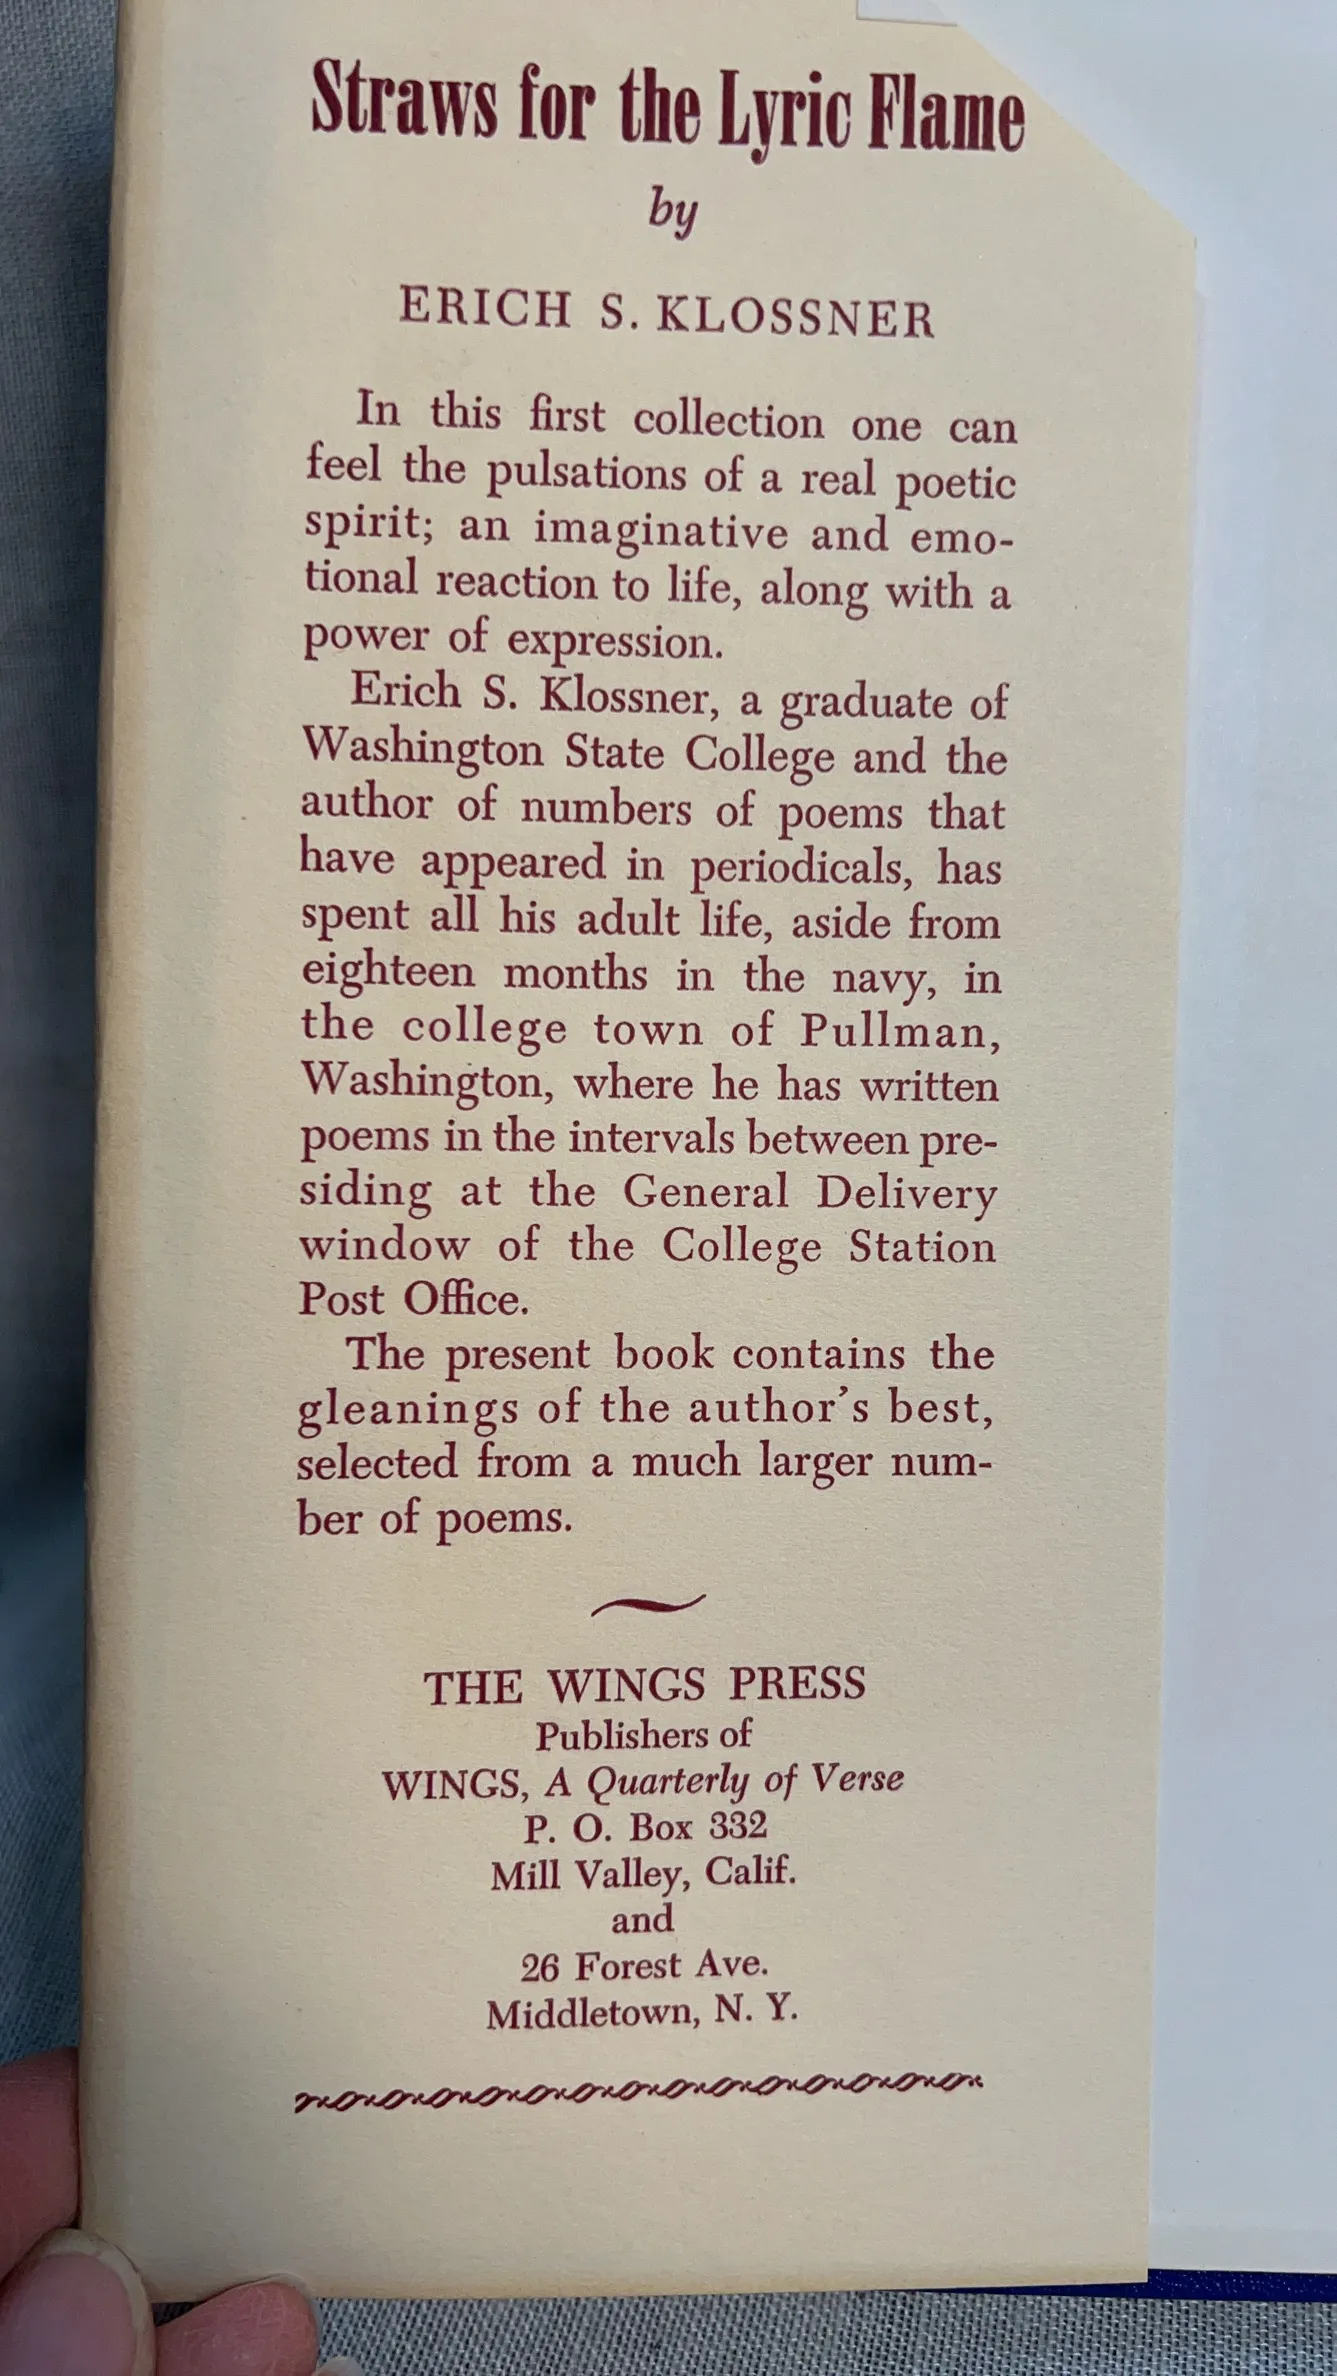 Straws for the Lyric Flame
by
ERICH S. KLOSSNER
In this first collection one can
feel the pulsations of a real poetic
spirit; an imaginative and emo-
tional reaction to life, along with a
power of expression.
Erich S. Klossner, a graduate of
Washington State College and the
author of numbers of poems that
have appeared in periodicals, has
spent all his adult life, aside from
eighteen months in the navy, in
the college town of Pullman,
Washington, where he has written
poems in the intervals between pre-
siding at the General Delivery
window of the College Station
Post Office.
The present book contains the
gleanings of the author's best,
selected from a much larger num-
ber of poems.
THE WINGS PRESS
Publishers of
WINGS, A Quarterly of Verse
P. O. Box 332
Mill Valley, Calif.
and
26 Forest Ave.
Middletown, N. Y.